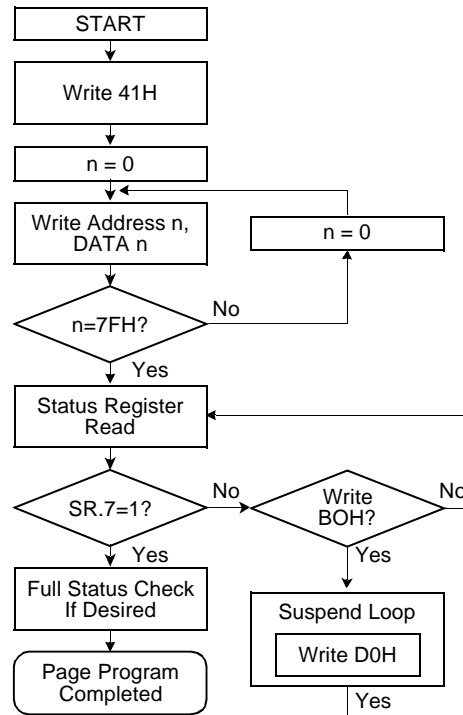 START
Write 41H
n = 0
Write Address n,
DATA n
n = 0
n=7FH?
No
Yes
Status Register
Read
SR.7=1?
No
Write
BOH?
No
Yes
Yes
Full Status Check
If Desired
Suspend Loop
Write D0H
Yes
Page Program
Completed